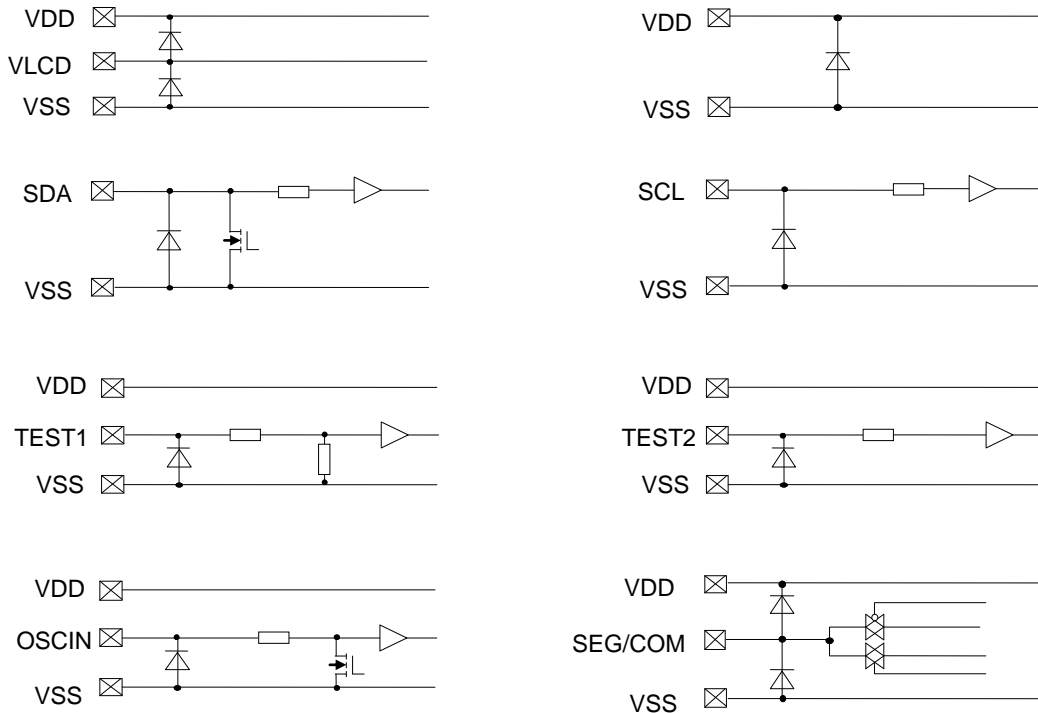 VDD
VLCD
VSS
VDD
VSS
SDA
VSS
SCL
VSS
VDD
TEST1
VSS
VDD
TEST2
VSS
VDD
OSCIN
VSS
VDD
SEG/COM
VSS